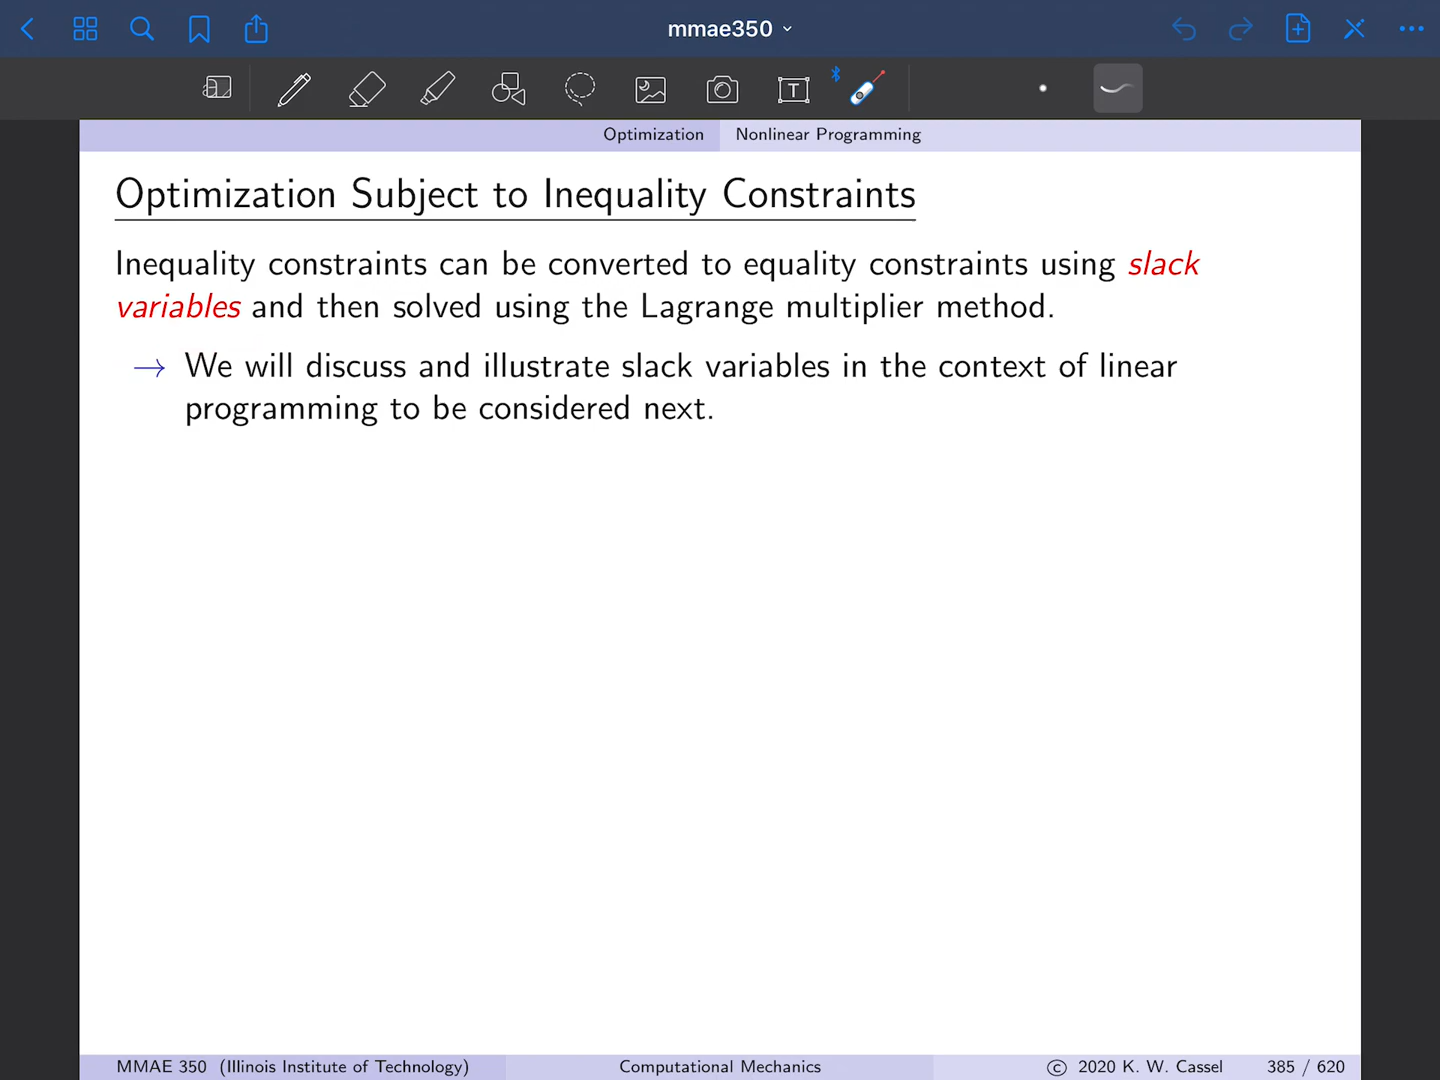 mmae350
T
Optimization Nonlinear Programming
Optimization Subject to Inequality Constraints
Inequality constraints can be converted to equality constraints using slack
variables and then solved using the Lagrange multiplier method.
→ We will discuss and illustrate slack variables in the context of linear
programming to be considered next.
MMAE 350 (Illinois Institute of Technology) Computational Mechanics © 2020 K. W. Cassel 385 / 620